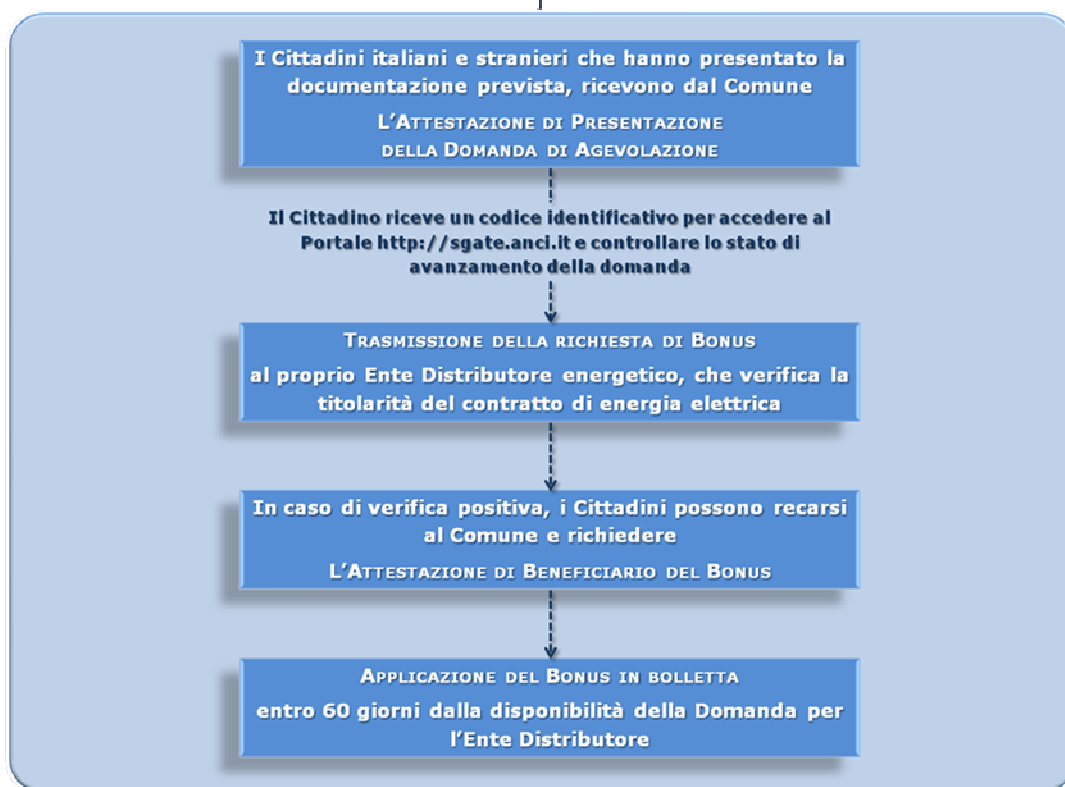 I Cittadini italiani e stranieri che hanno presentato la
documentazione prevista, ricevono dal Comune
L'Attestazione di Presentazione
della Domanda di Agevolazione
Il Cittadino riceve un codice identificativo per accedere al
Portale http://sgate.anci.it e controllare lo stato di
avanzamento della domanda
Trasmissione della richiesta di Bonus
al proprio Ente Distributore energetico, che verifica la
titolarità del contratto di energia elettrica
In caso di verifica positiva, i Cittadini possono recarsi
al Comune e richiedere
L'Attestazione di Beneficiario del Bonus
Applicazione del Bonus in bolletta
entro 60 giorni dalla disponibilità della Domanda per
l'Ente Distributore